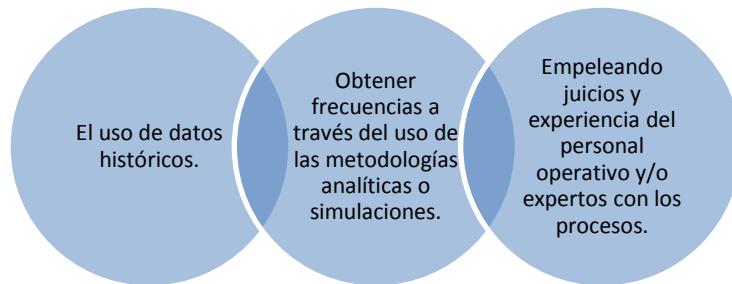 El uso de datos
históricos.
Obtener
frecuencias a
través del uso de
las metodologías
analíticas o
simulaciones.
Empeleando
juicios y
experiencia del
personal
operativo y/o
expertos con los
procesos.